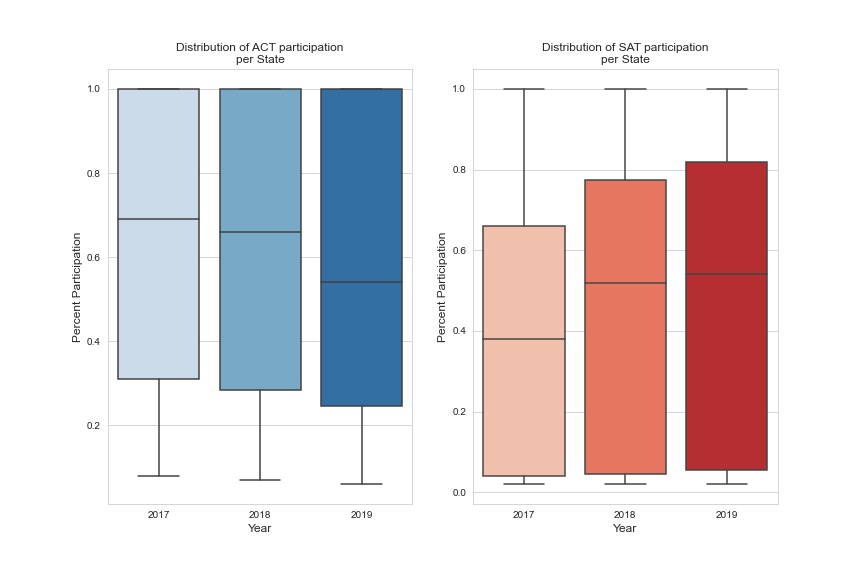 Distribution of ACT participation
per State
Percent Participation
1.0
0.8
0.6
0.4
0.2
2017 2018 2019
Year
Distribution of SAT participation
per State
Percent Participation
1.0
0.8
0.6
0.4
0.2
0.0
2017 2018 2019
Year